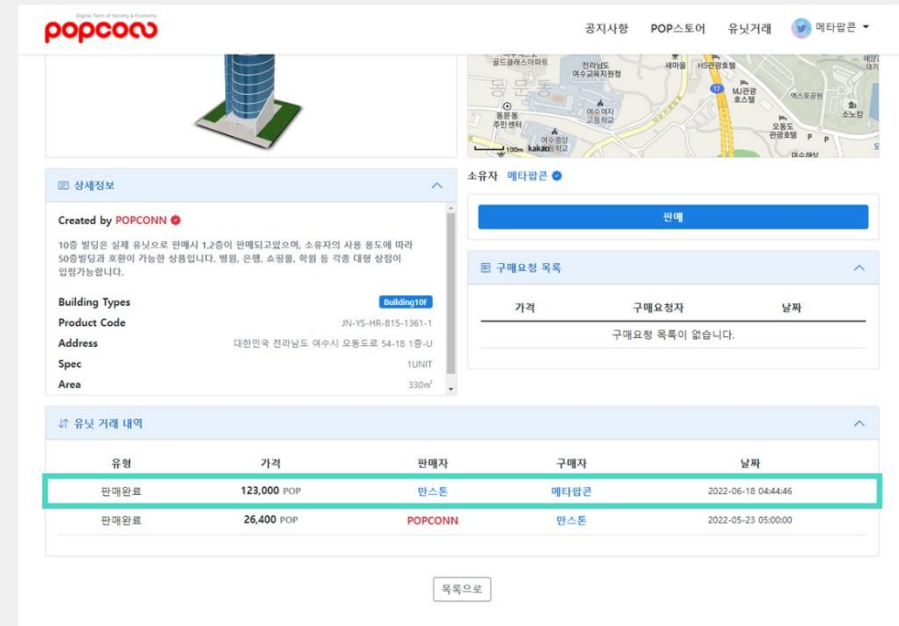 Digital Twin of Society & Economy
popcoɴɴ
공지사항 POP스토어 유닛거래 메타팝콘
골드클래스아파트
전라남도
여수교육지원청
새마을
HS관광호텔
동문동
17
MJ관광
호스텔
엑스포공원
동문동
주민센터
여수여자
고등학교
오동도
관광호텔
P P
소노캄
100m kakao
소유자 메타팝콘
상세정보
판매
Created by POPCONN
10증 빌딩은 실제 유닛으로 판매시 1,2증이 판매되고있으며, 소유자의 사용 용도에 따라
50증빌딩과 호환이 가능한 상품입니다. 병원, 은행, 쇼핑몰, 학원 등 각종 대형 상점이
입점가능합니다.
구매요청 목록
가격 구매요청자 날짜
구매요청 목록이 없습니다.
Building Types Building10F
Product Code JN-YS-HR-B15-1361-1
Address 대한민국 전라남도 여수시 오동도로 54-18 1증-U
Spec 1UNIT
Area 330m²
유닛 거래 내역
유형 가격 판매자 구매자 날짜
판매완료 123,000 POP 만스톤 메타팝콘 2022-06-18 04:44:46
판매완료 26,400 POP POPCONN 만스톤 2022-05-23 05:00:00
목록으로